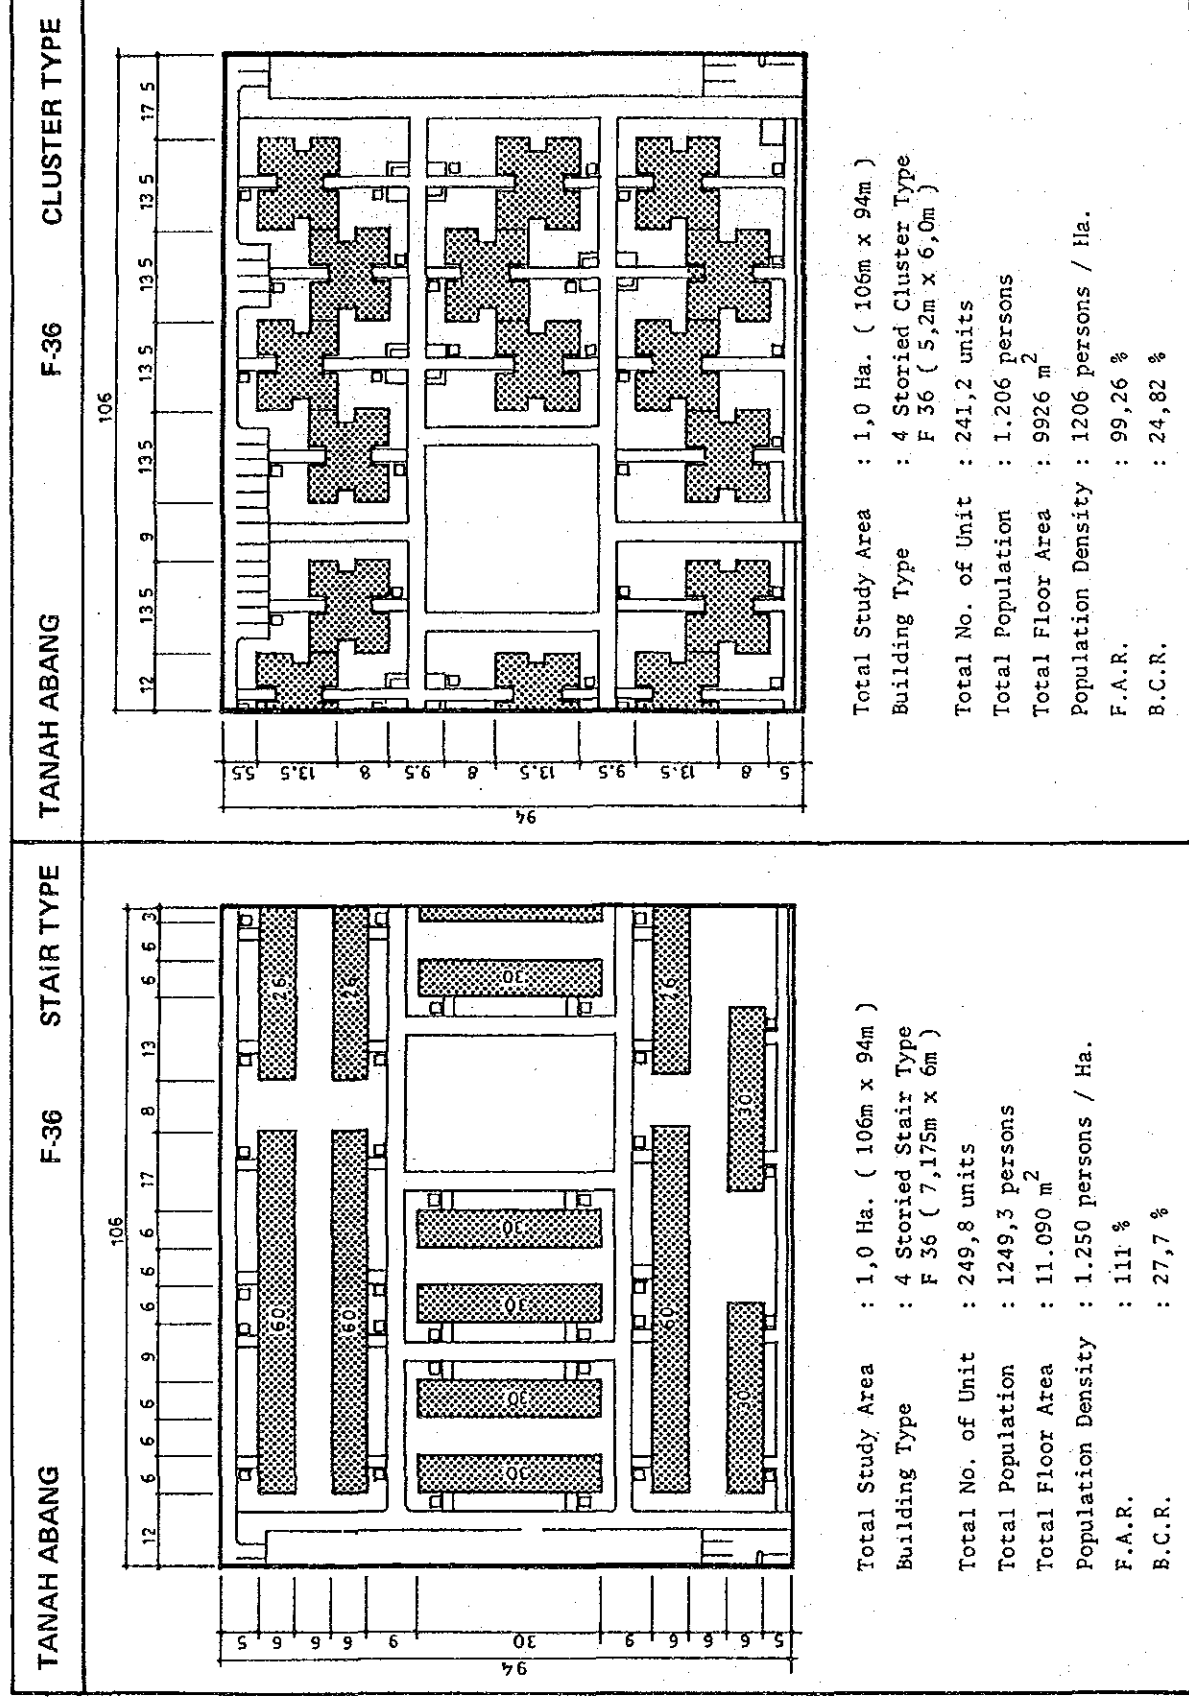 TANAH ABANG F-36 STAIR TYPE
106
12 6 6 6 9 6 6 6 17 8 13 6 6 3
94
5 6 6 6 9 30 9 6 6 6 5
60 26
60 26
30 30 30 30 30
60 26
30 30
Total Study Area : 1,0 Ha. ( 106m x 94m )
Building Type : 4 Storied Stair Type
F 36 ( 7,175m x 6m )
Total No. of Unit : 249,8 units
Total Population : 1249,3 persons
Total Floor Area : 11.090 m2
Population Density : 1.250 persons / Ha.
F.A.R. : 111 %
B.C.R. : 27,7 %
TANAH ABANG F-36 CLUSTER TYPE
106
12 13 5 9 13 5 13 5 13 5 13 5 17 5
94
5.5 13.5 8 9.5 8 13.5 9.5 13.5 8 5
Total Study Area : 1,0 Ha. ( 106m x 94m )
Building Type : 4 Storied Cluster Type
F 36 ( 5,2m x 6,0m )
Total No. of Unit : 241,2 units
Total Population : 1.206 persons
Total Floor Area : 9926 m2
Population Density : 1206 persons / Ha.
F.A.R. : 99,26 %
B.C.R. : 24,82 %